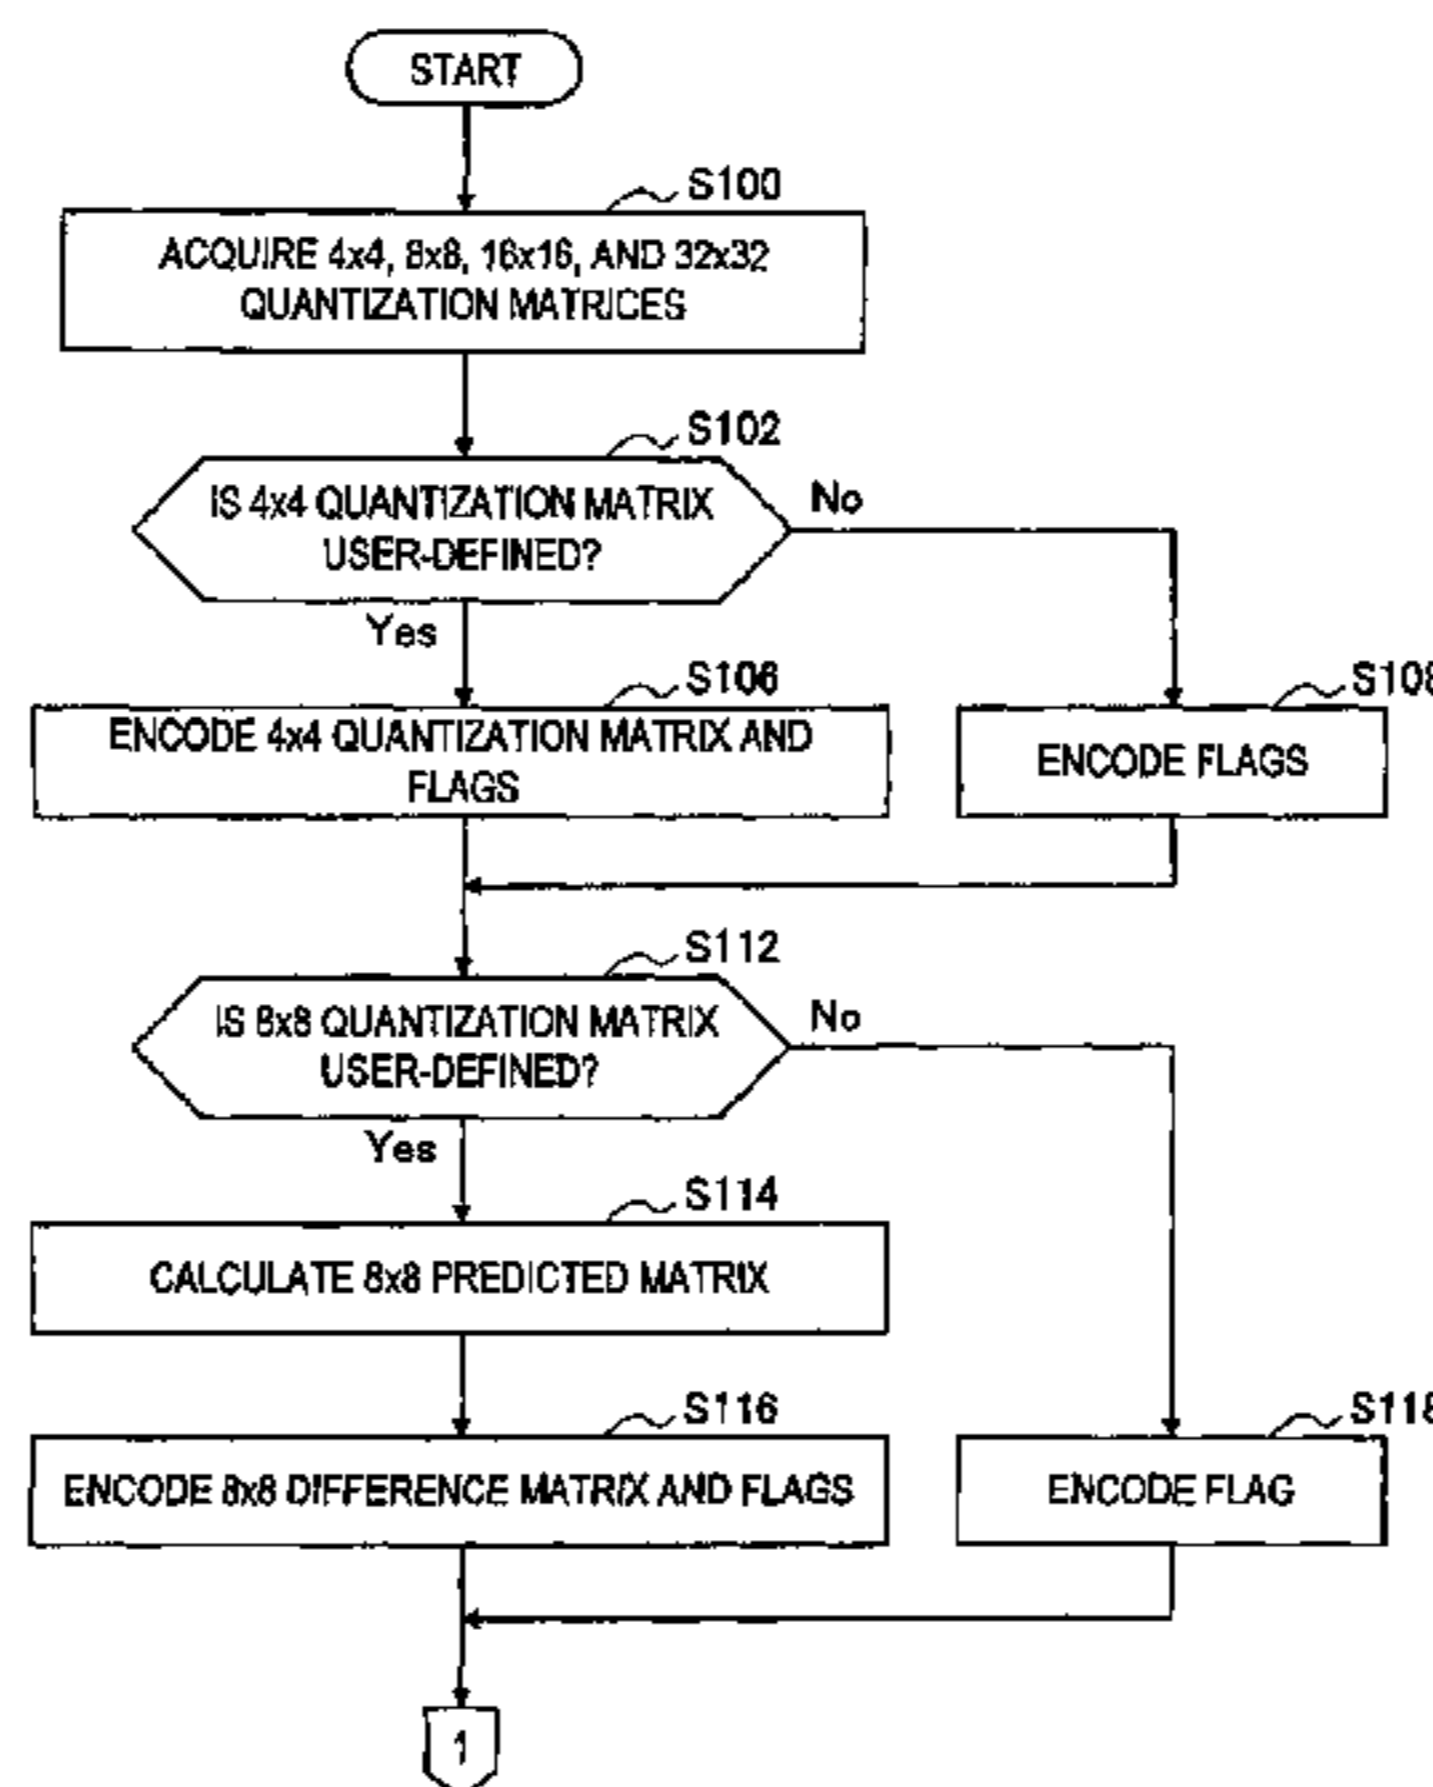 START
S100
ACQUIRE 4x4, 8x8, 16x16, AND 32x32
QUANTIZATION MATRICES
S102
IS 4x4 QUANTIZATION MATRIX
USER-DEFINED?
No
Yes
S106
S108
ENCODE 4x4 QUANTIZATION MATRIX AND
FLAGS
ENCODE FLAGS
S112
IS 8x8 QUANTIZATION MATRIX
USER-DEFINED?
No
Yes
S114
CALCULATE 8x8 PREDICTED MATRIX
S116
S118
ENCODE 8x8 DIFFERENCE MATRIX AND FLAGS
ENCODE FLAG
1